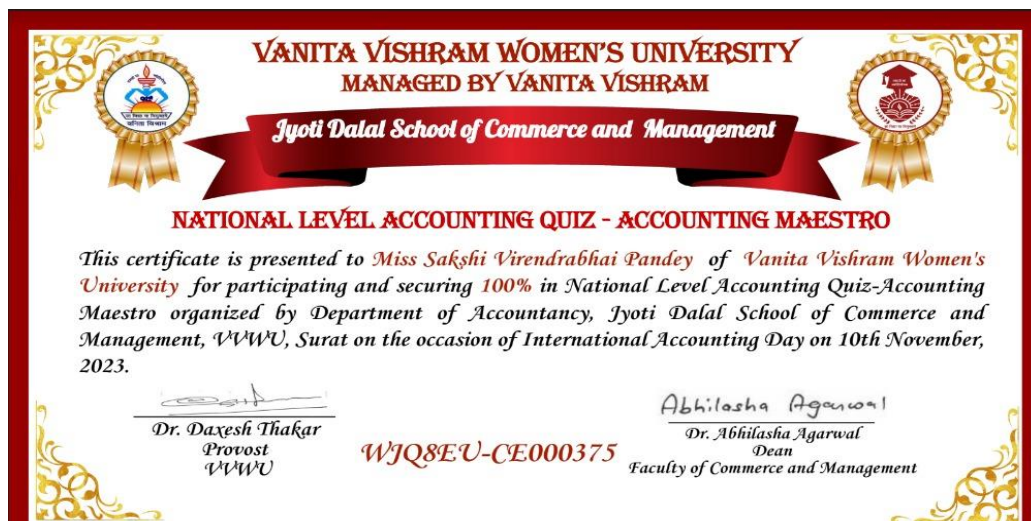 VANITA VISHRAM WOMEN'S UNIVERSITY
MANAGED BY VANITA VISHRAM
Jyoti Dalal School of Commerce and Management
वनिता विश्राम
NATIONAL LEVEL ACCOUNTING QUIZ - ACCOUNTING MAESTRO
This certificate is presented to Miss Sakshi Virendrabhai Pandey of Vanita Vishram Women's
University for participating and securing 100% in National Level Accounting Quiz-Accounting
Maestro organized by Department of Accountancy, Jyoti Dalal School of Commerce and
Management, VVWU, Surat on the occasion of International Accounting Day on 10th November,
2023.
Abhilasha Agarwal
Dr. Daxesh Thakar
Provost
VVWU
WJQ8EU-CE000375
Dr. Abhilasha Agarwal
Dean
Faculty of Commerce and Management